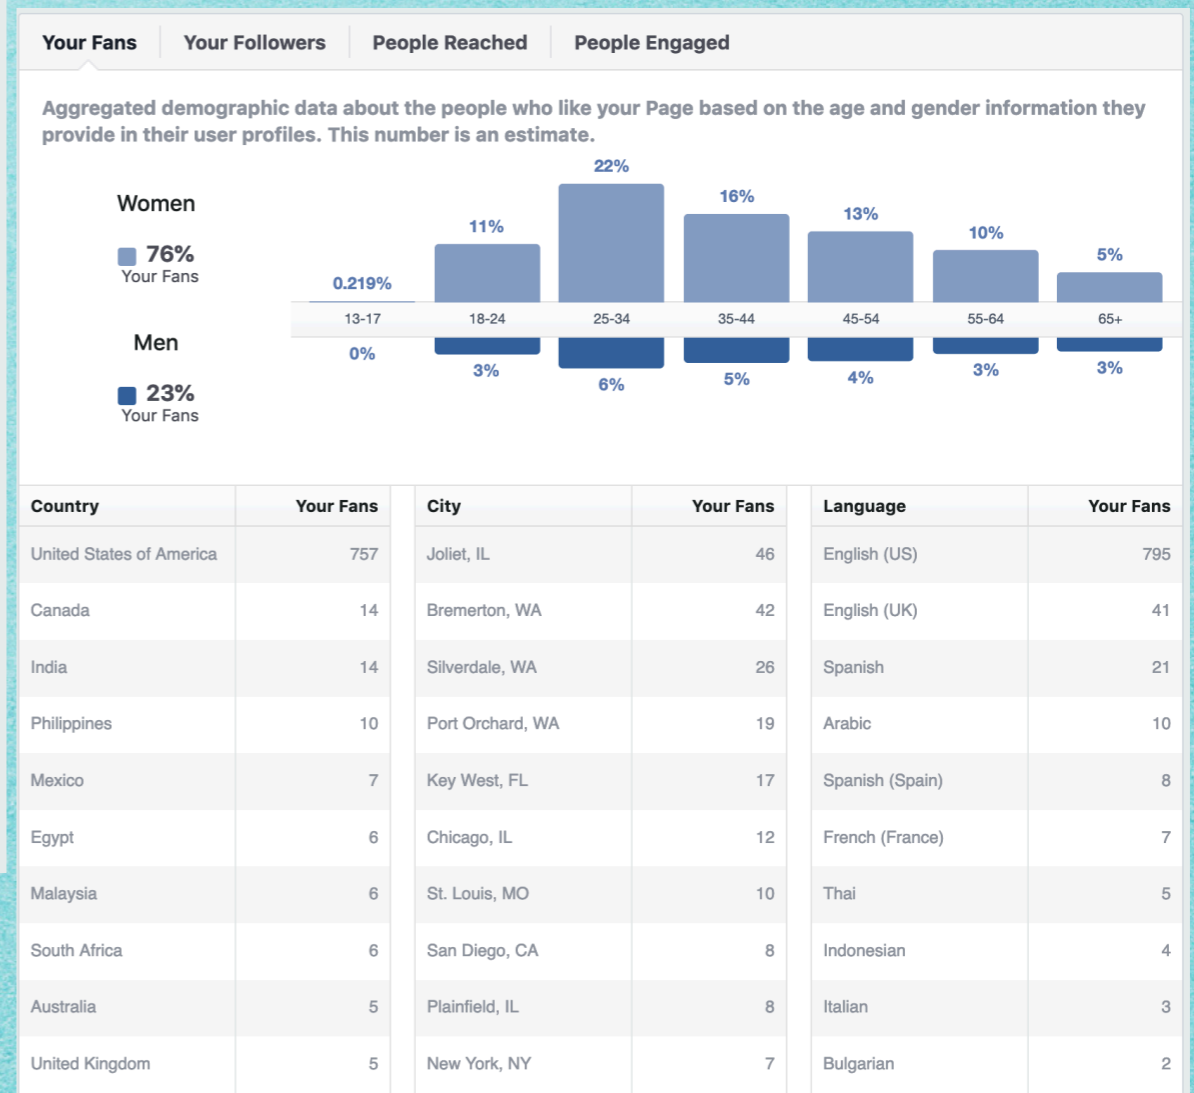 Your Fans
Your Followers
People Reached
People Engaged
Aggregated demographic data about the people who like your Page based on the age and gender information they
provide in their user profiles. This number is an estimate.
Women
76%
Your Fans
Men
23%
Your Fans
0.219% 11% 22% 16% 13% 10% 5%
13-17 18-24 25-34 35-44 45-54 55-64 65+
0% 3% 6% 5% 4% 3% 3%
Country Your Fans City Your Fans Language Your Fans
United States of America 757 Joliet, IL 46 English (US) 795
Canada 14 Bremerton, WA 42 English (UK) 41
India 14 Silverdale, WA 26 Spanish 21
Philippines 10 Port Orchard, WA 19 Arabic 10
Mexico 7 Key West, FL 17 Spanish (Spain) 8
Egypt 6 Chicago, IL 12 French (France) 7
Malaysia 6 St. Louis, MO 10 Thai 5
South Africa 6 San Diego, CA 8 Indonesian 4
Australia 5 Plainfield, IL 8 Italian 3
United Kingdom 5 New York, NY 7 Bulgarian 2